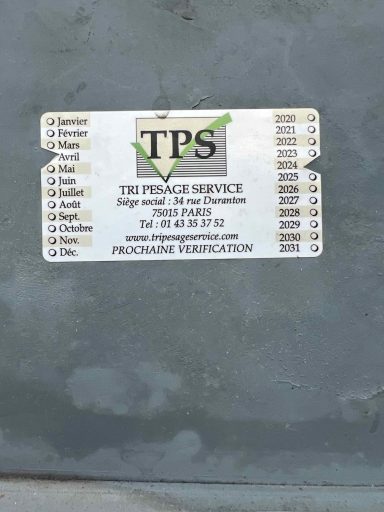 Janvier
Février
Mars
Avril
Mai
Juin
Juillet
Août
Sept.
Octobre
Nov.
Déc.
TPS
TRI PESAGE SERVICE
Siège social : 34 rue Duranton
75015 PARIS
Tel : 01 43 35 37 52
www.tripesageservice.com
PROCHAINE VERIFICATION
2020
2021
2022
2023
2024
2025
2026
2027
2028
2029
2030
2031